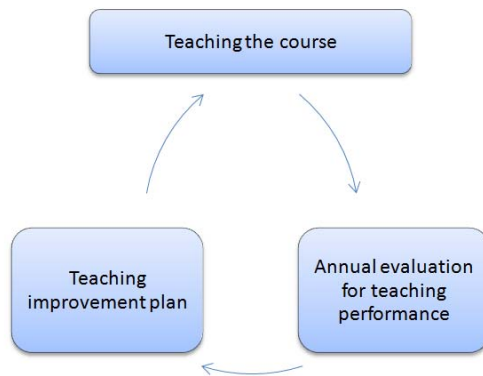 Teaching the course
Teaching
improvement plan
Annual evaluation
for teaching
performance